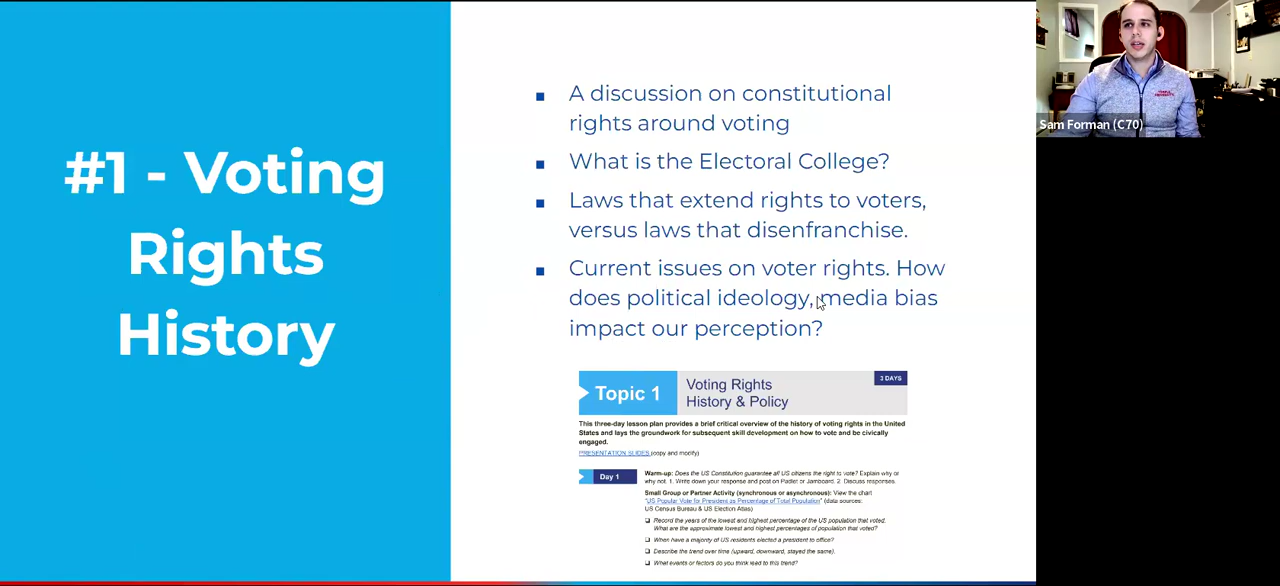 #1 - Voting
Rights
History
A discussion on constitutional
rights around voting
What is the Electoral College?
Laws that extend rights to voters,
versus laws that disenfranchise.
Current issues on voter rights. How
does political ideology, media bias
impact our perception?
Topic 1
Voting Rights
History & Policy
3 DAYS
This three-day lesson plan provides a brief critical overview of the history of voting rights in the United
States and lays the groundwork for subsequent skill development on how to vote and be civically
engaged.
PRESENTATION SLIDES (copy and modify)
Day 1
Warm-up: Does the US Constitution guarantee all US citizens the right to vote? Explain why or
why not. 1. Write down your response and post on Padlet or Jamboard. 2. Discuss responses.
Small Group or Partner Activity (synchronous or asynchronous): View the chart
"US Popular Vote for President as Percentage of Total Population" (data sources:
US Census Bureau & US Election Atlas)
Record the years of the lowest and highest percentage of the US population that voted.
What are the approximate lowest and highest percentages of population that voted?
When have a majority of US residents elected a president to office?
Describe the trend over time (upward, downward, stayed the same).
What events or factors do you think lead to this trend?
Sam Forman (C70)